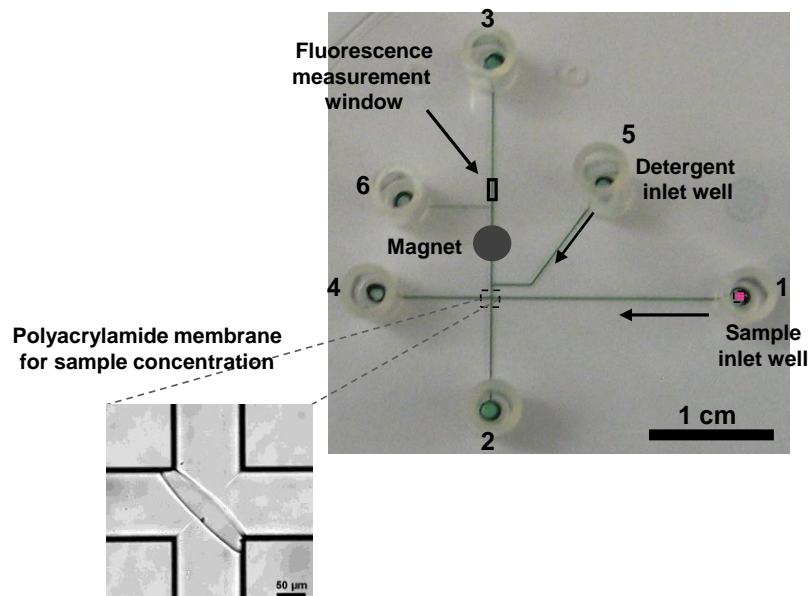 3
Fluorescence
measurement
window
5
Detergent
inlet well
6
Magnet
4
1
Sample
inlet well
Polyacrylamide membrane
for sample concentration
1 cm
2
50 µm